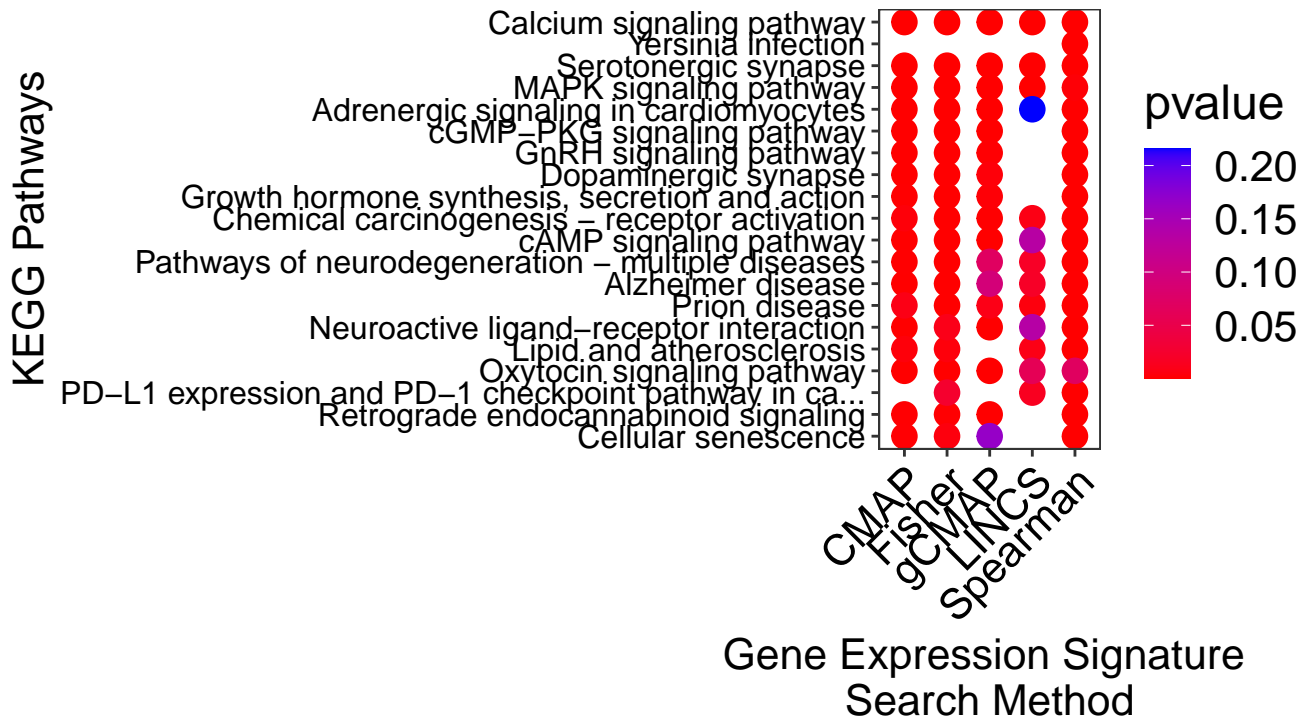 KEGG Pathways
Calcium signaling pathway
Yersinia infection
Serotonergic synapse
MAPK signaling pathway
Adrenergic signaling in cardiomyocytes
cGMP−PKG signaling pathway
GnRH signaling pathway
Dopaminergic synapse
Growth hormone synthesis, secretion and action
Chemical carcinogenesis − receptor activation
cAMP signaling pathway
Pathways of neurodegeneration − multiple diseases
Alzheimer disease
Prion disease
Neuroactive ligand−receptor interaction
Lipid and atherosclerosis
Oxytocin signaling pathway
PD−L1 expression and PD−1 checkpoint pathway in ca...
Retrograde endocannabinoid signaling
Cellular senescence
CMAP
Fisher
gCMAP
LINCS
Spearman
Gene Expression Signature
Search Method
pvalue
0.20
0.15
0.10
0.05